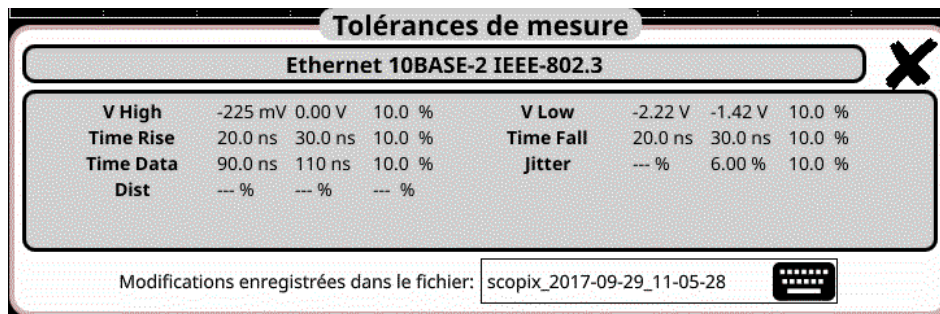 Tolérances de mesure
Ethernet 10BASE-2 IEEE-802.3
V High -225 mV 0.00 V 10.0 % V Low -2.22 V -1.42 V 10.0 %
Time Rise 20.0 ns 30.0 ns 10.0 % Time Fall 20.0 ns 30.0 ns 10.0 %
Time Data 90.0 ns 110 ns 10.0 % Jitter --- % 6.00 % 10.0 %
Dist --- % --- % --- %
Modifications enregistrées dans le fichier: scopix_2017-09-29_11-05-28